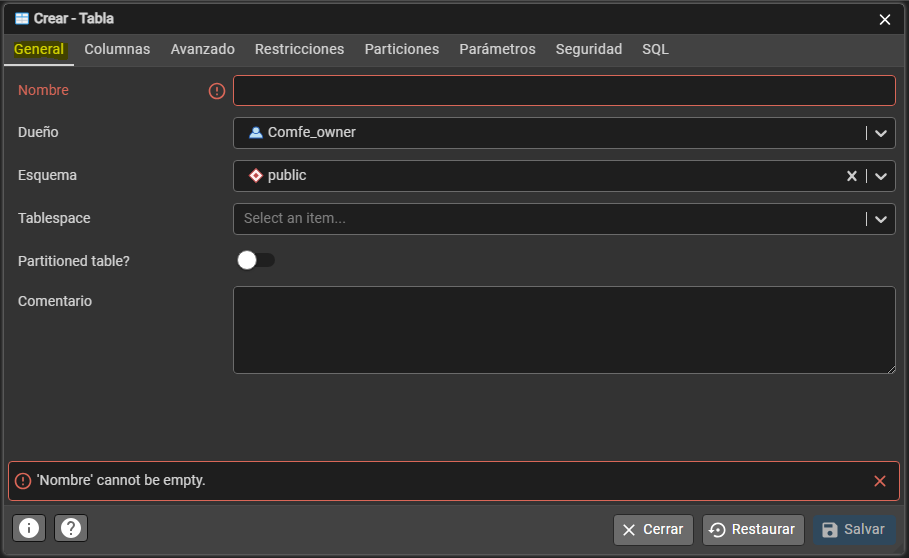 Crear - Tabla
General Columnas Avanzado Restricciones Particiones Parámetros Seguridad SQL
Nombre
Dueño Comfe_owner
Esquema public
Tablespace Select an item...
Partitioned table?
Comentario
'Nombre' cannot be empty.
Cerrar Restaurar Salvar